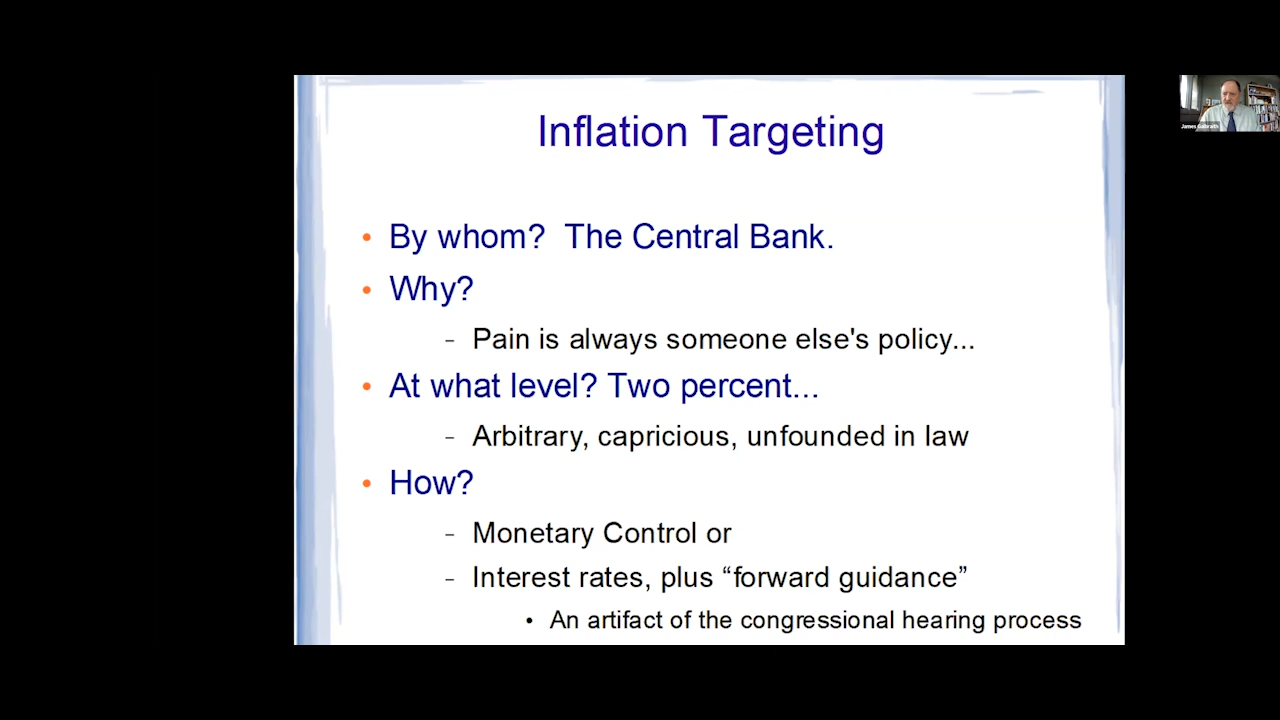 Inflation Targeting
• By whom?  The Central Bank.
• Why?
– Pain is always someone else's policy...
• At what level? Two percent...
– Arbitrary, capricious, unfounded in law
• How?
– Monetary Control or
– Interest rates, plus “forward guidance”
• An artifact of the congressional hearing process
James Galbraith